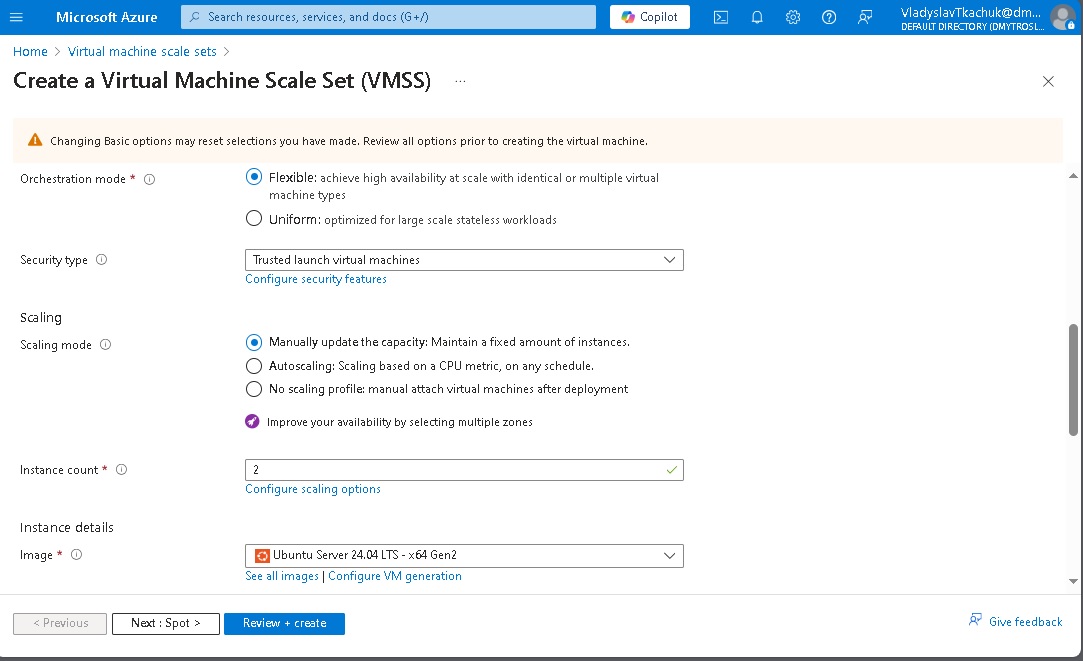 Microsoft Azure
Search resources, services, and docs (G+/)
Copilot
VladyslavTkachuk@dm...
DEFAULT DIRECTORY (DMYTROSL...
Home > Virtual machine scale sets >
Create a Virtual Machine Scale Set (VMSS) ...
Changing Basic options may reset selections you have made. Review all options prior to creating the virtual machine.
Orchestration mode *
Flexible: achieve high availability at scale with identical or multiple virtual
machine types
Uniform: optimized for large scale stateless workloads
Security type
Trusted launch virtual machines
Configure security features
Scaling
Scaling mode
Manually update the capacity: Maintain a fixed amount of instances.
Autoscaling: Scaling based on a CPU metric, on any schedule.
No scaling profile: manual attach virtual machines after deployment
Improve your availability by selecting multiple zones
Instance count *
2
Configure scaling options
Instance details
Image *
Ubuntu Server 24.04 LTS - x64 Gen2
See all images | Configure VM generation
< Previous
Next : Spot >
Review + create
Give feedback